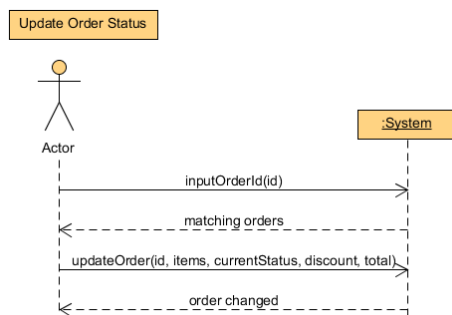 Update Order Status
:System
Actor
inputOrderId(id)
matching orders
updateOrder(id, items, currentStatus, discount, total)
order changed